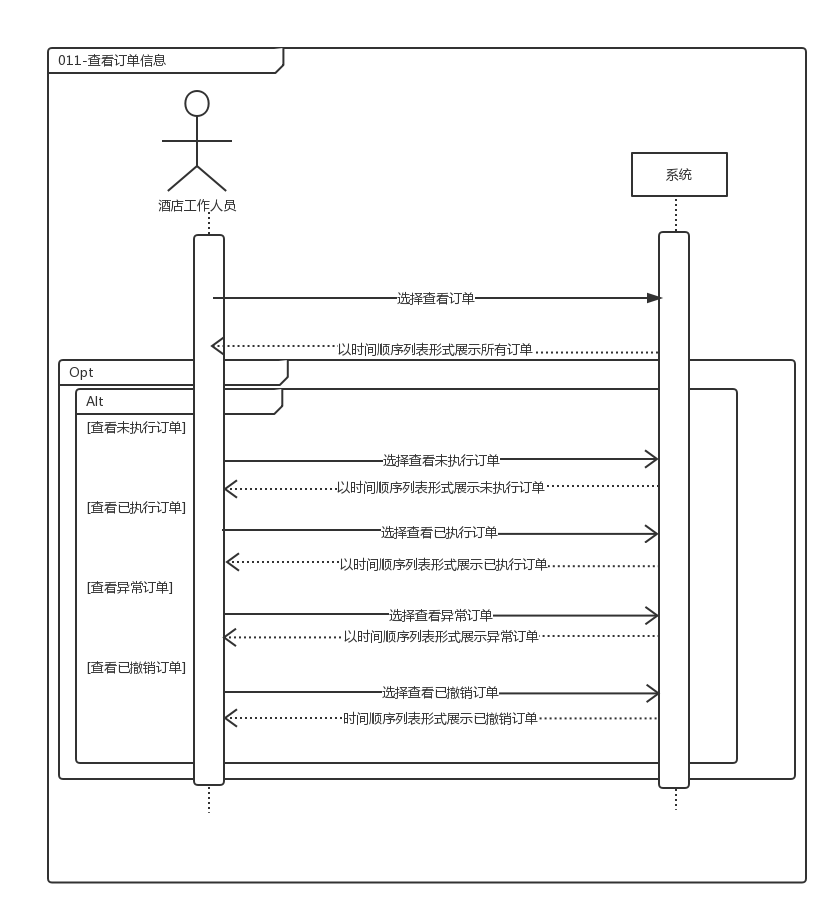 011-查看订单信息
酒店工作人员
系统
选择查看订单
以时间顺序列表形式展示所有订单
Opt
Alt
[查看未执行订单]
选择查看未执行订单
以时间顺序列表形式展示未执行订单
[查看已执行订单]
选择查看已执行订单
以时间顺序列表形式展示已执行订单
[查看异常订单]
选择查看异常订单
以时间顺序列表形式展示异常订单
[查看已撤销订单]
选择查看已撤销订单
时间顺序列表形式展示已撤销订单